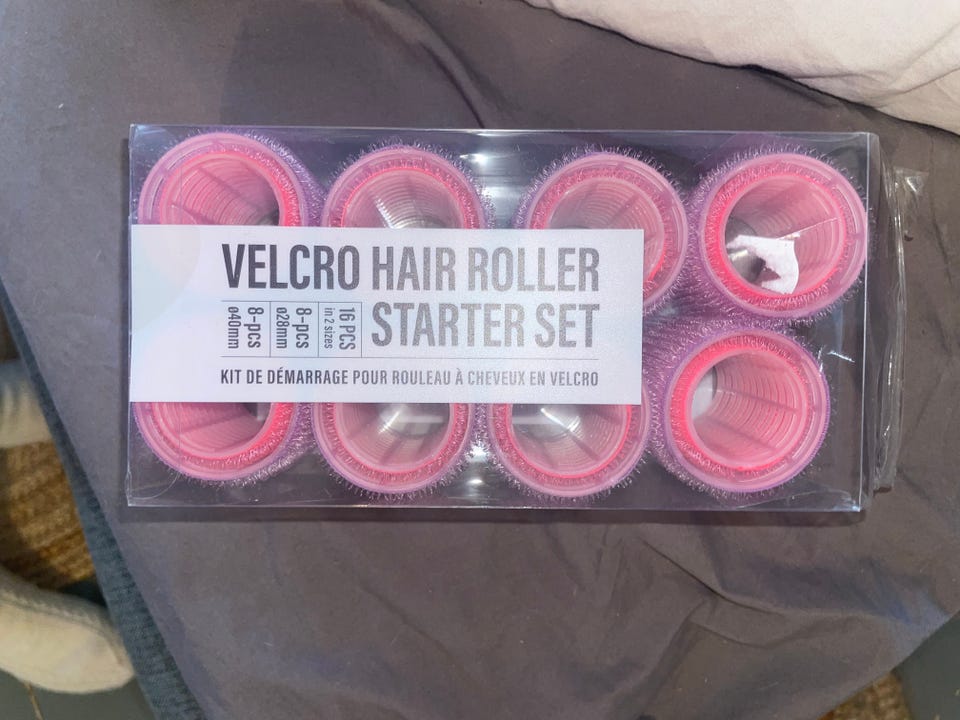 VELCRO HAIR ROLLER
STARTER SET
16 PCS
in 2 sizes
8-pcs
ø28mm
8-pcs
ø40mm
KIT DE DÉMARRAGE POUR ROULEAU À CHEVEUX EN VELCRO